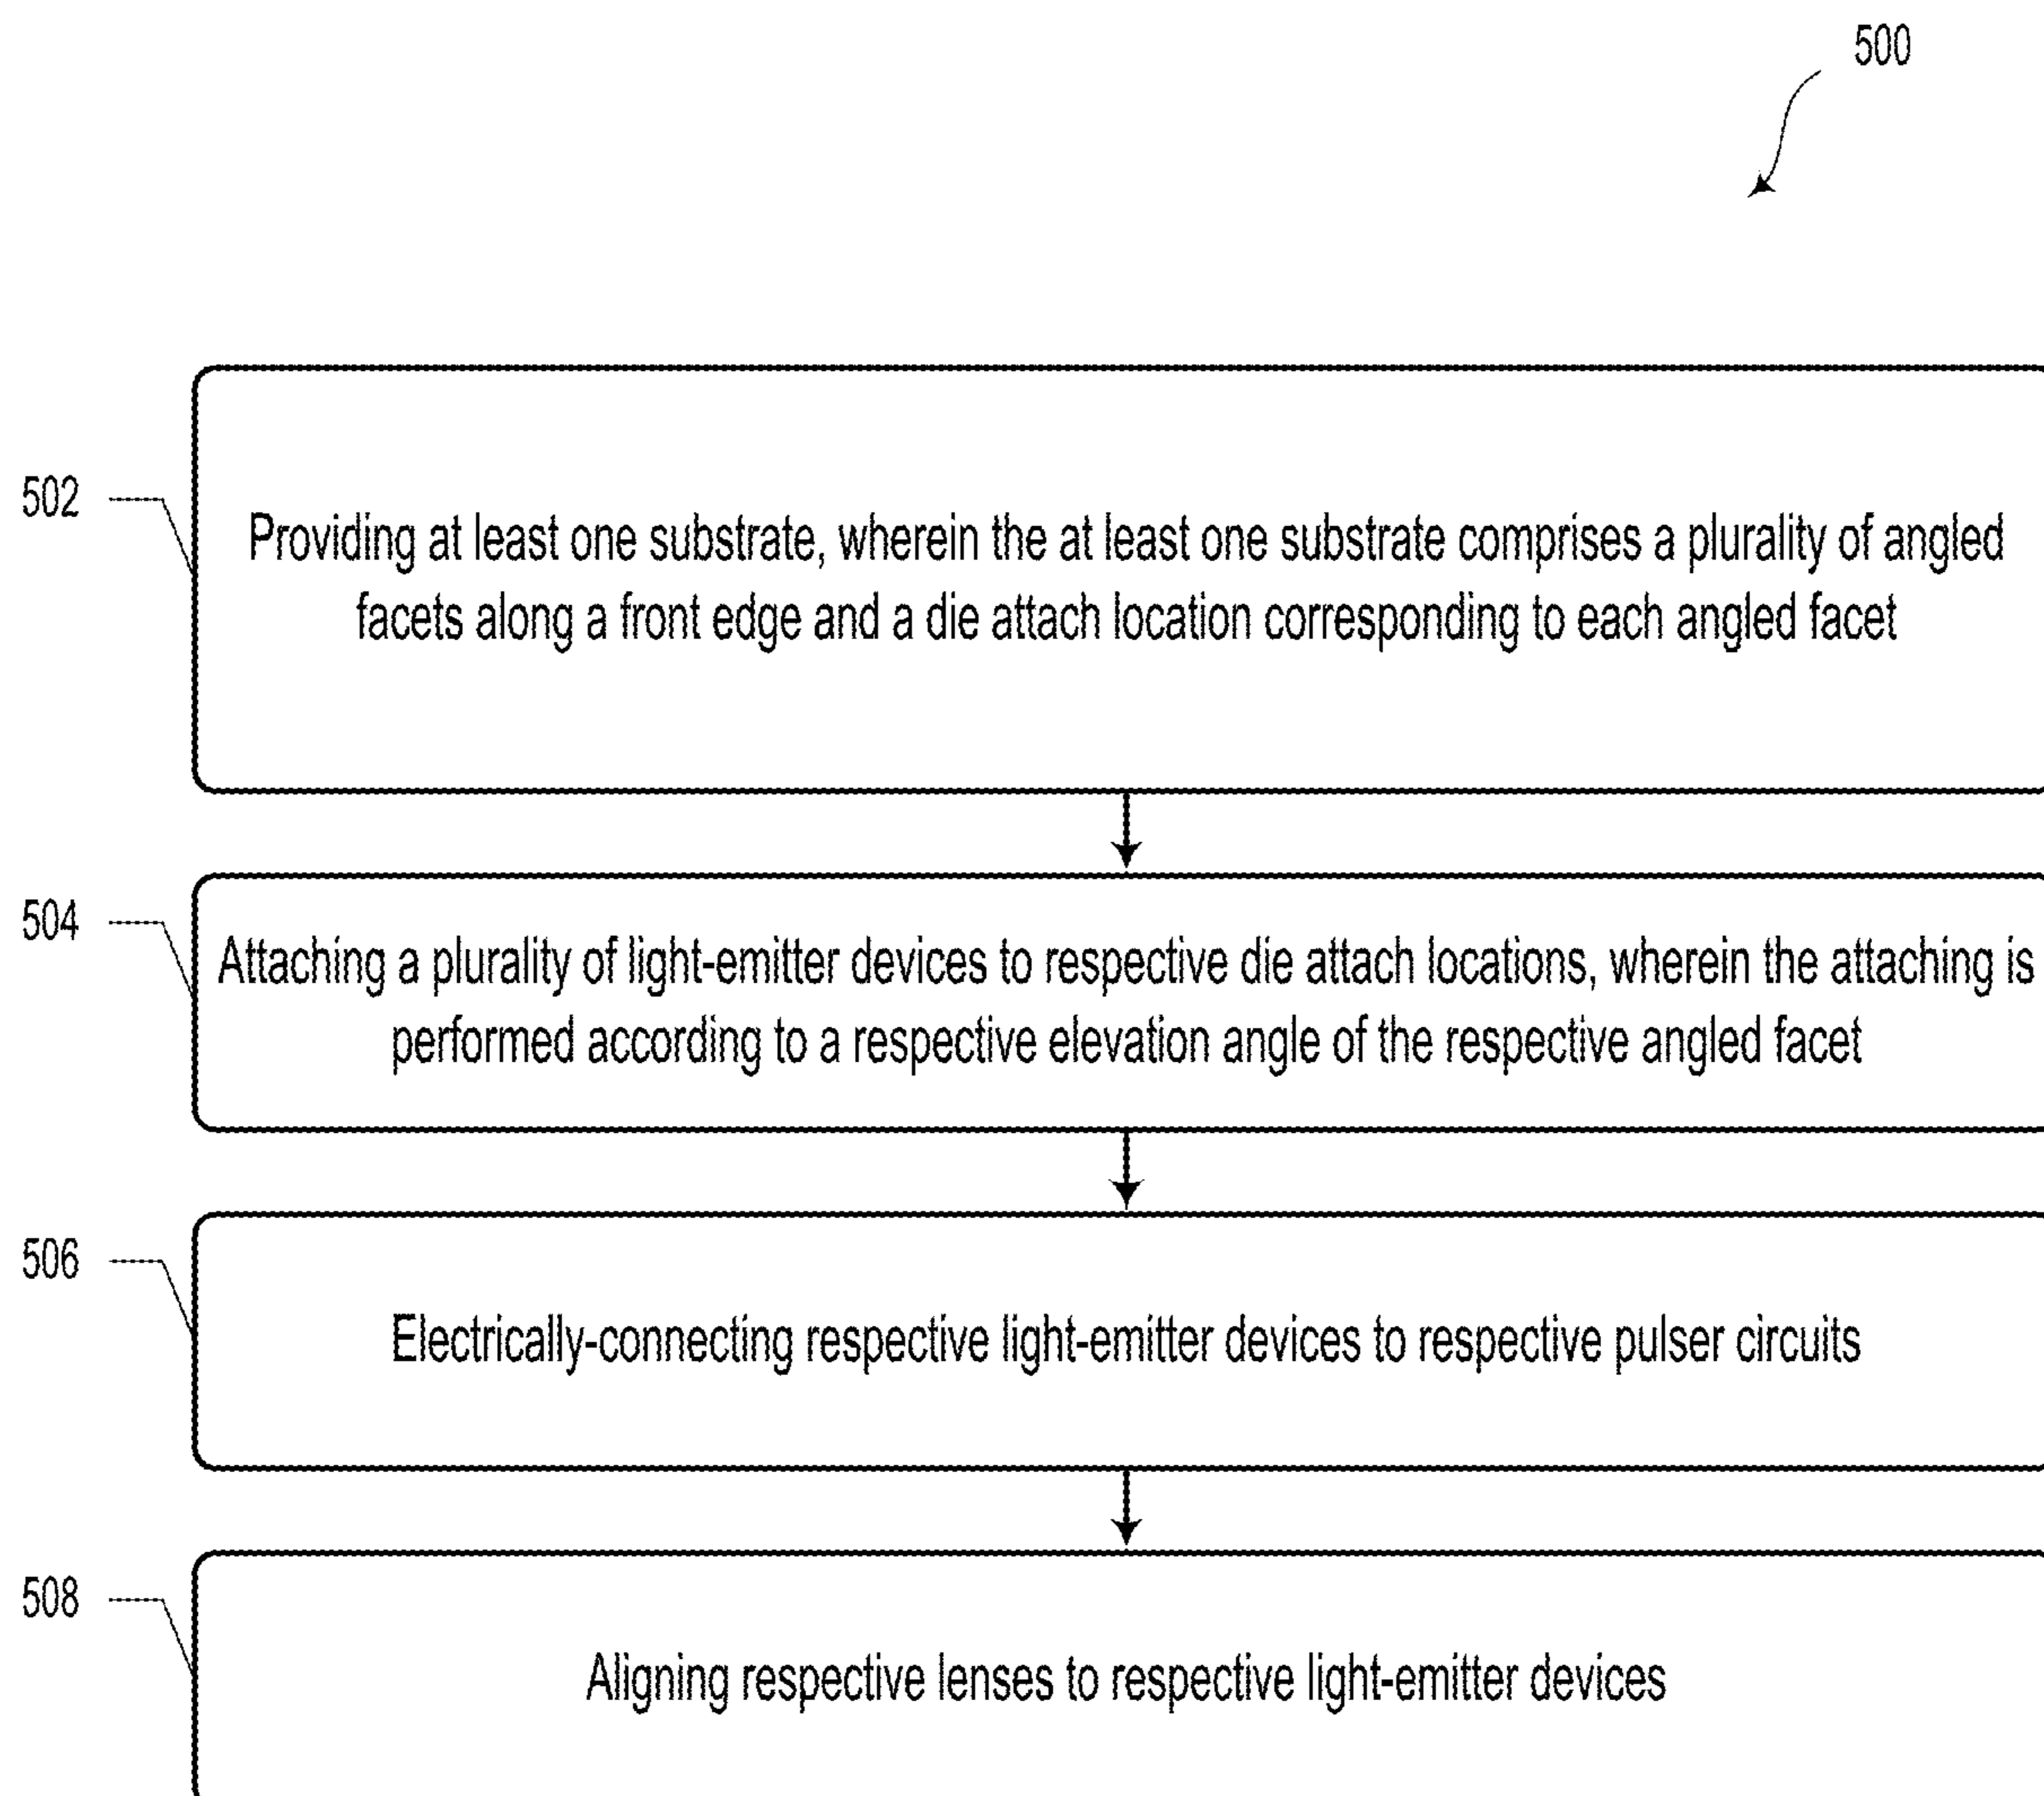 500
502
Providing at least one substrate, wherein the at least one substrate comprises a plurality of angled
facets along a front edge and a die attach location corresponding to each angled facet
504
Attaching a plurality of light-emitter devices to respective die attach locations, wherein the attaching is
performed according to a respective elevation angle of the respective angled facet
506
Electrically-connecting respective light-emitter devices to respective pulser circuits
508
Aligning respective lenses to respective light-emitter devices